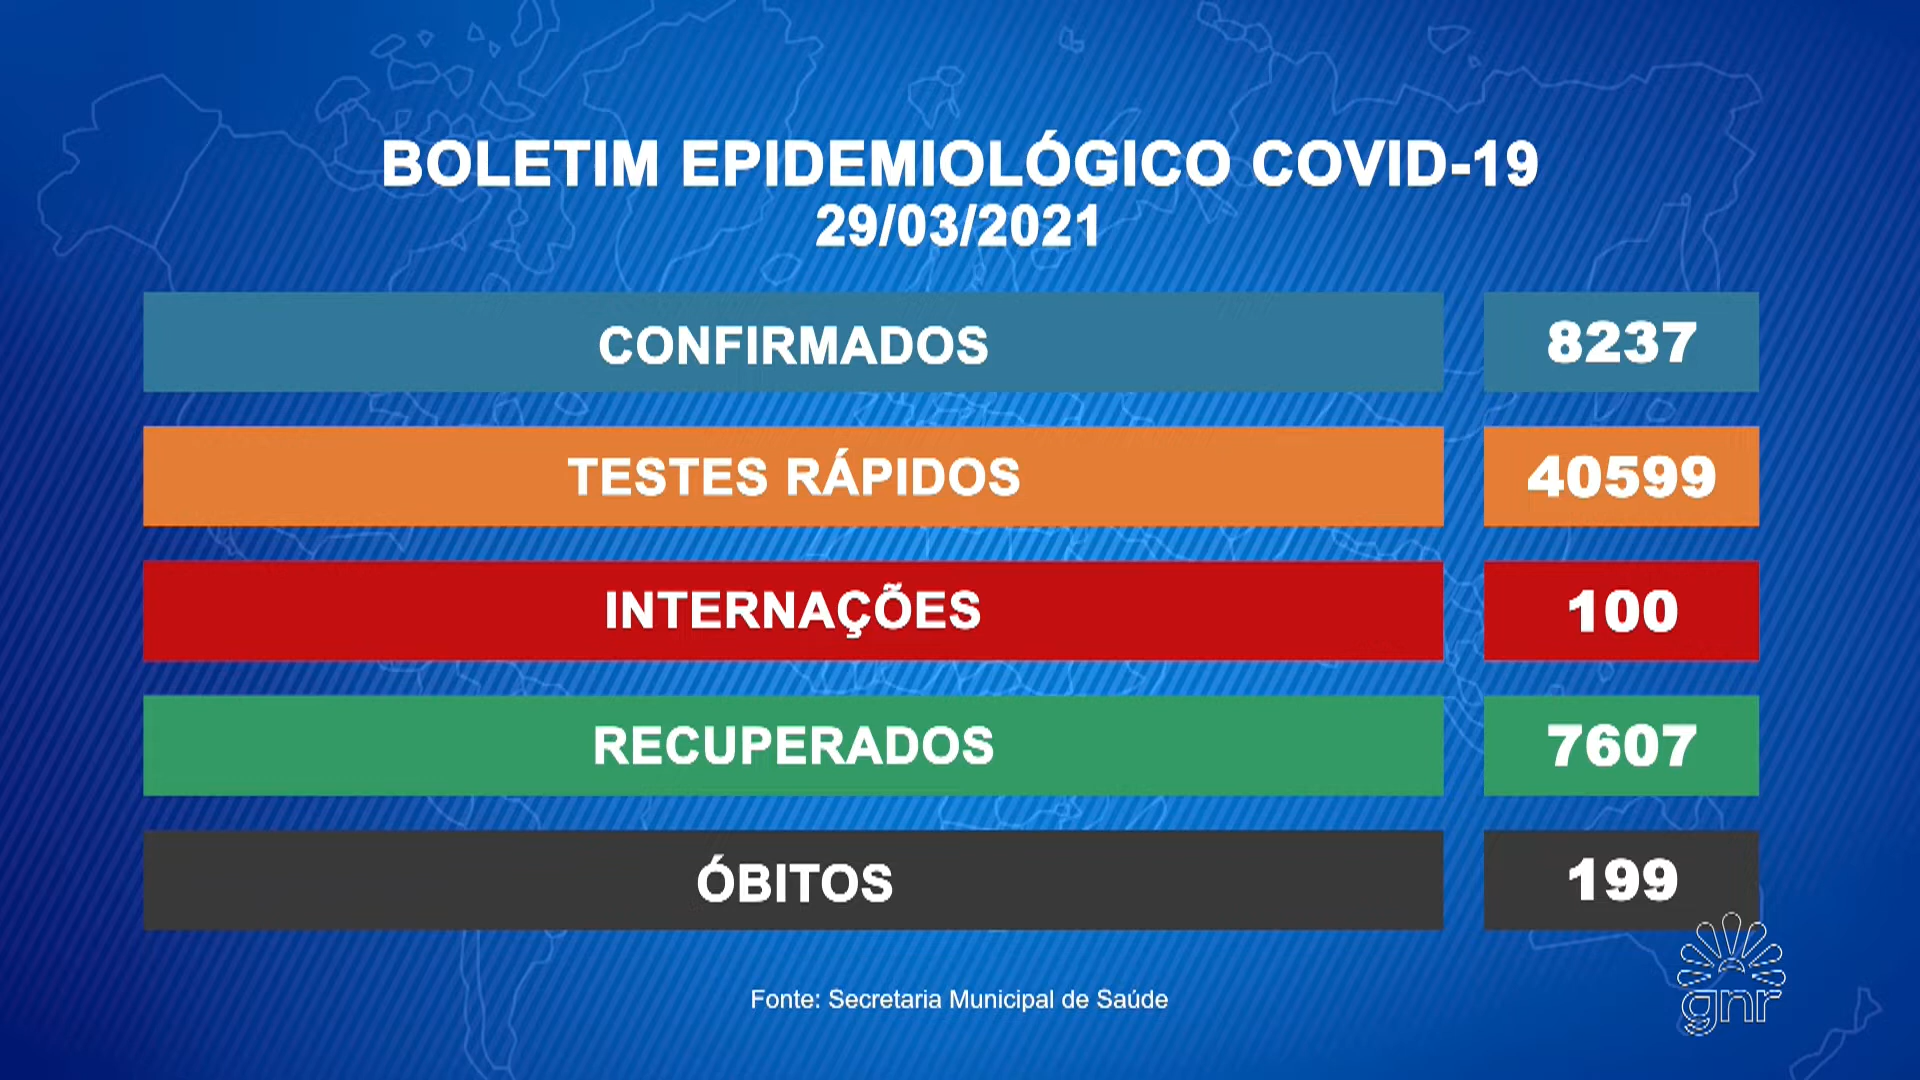 BOLETIM EPIDEMIOLÓGICO COVID-19
29/03/2021
CONFIRMADOS 8237
TESTES RÁPIDOS 40599
INTERNAÇÕES 100
RECUPERADOS 7607
ÓBITOS 199
Fonte: Secretaria Municipal de Saúde
gnr